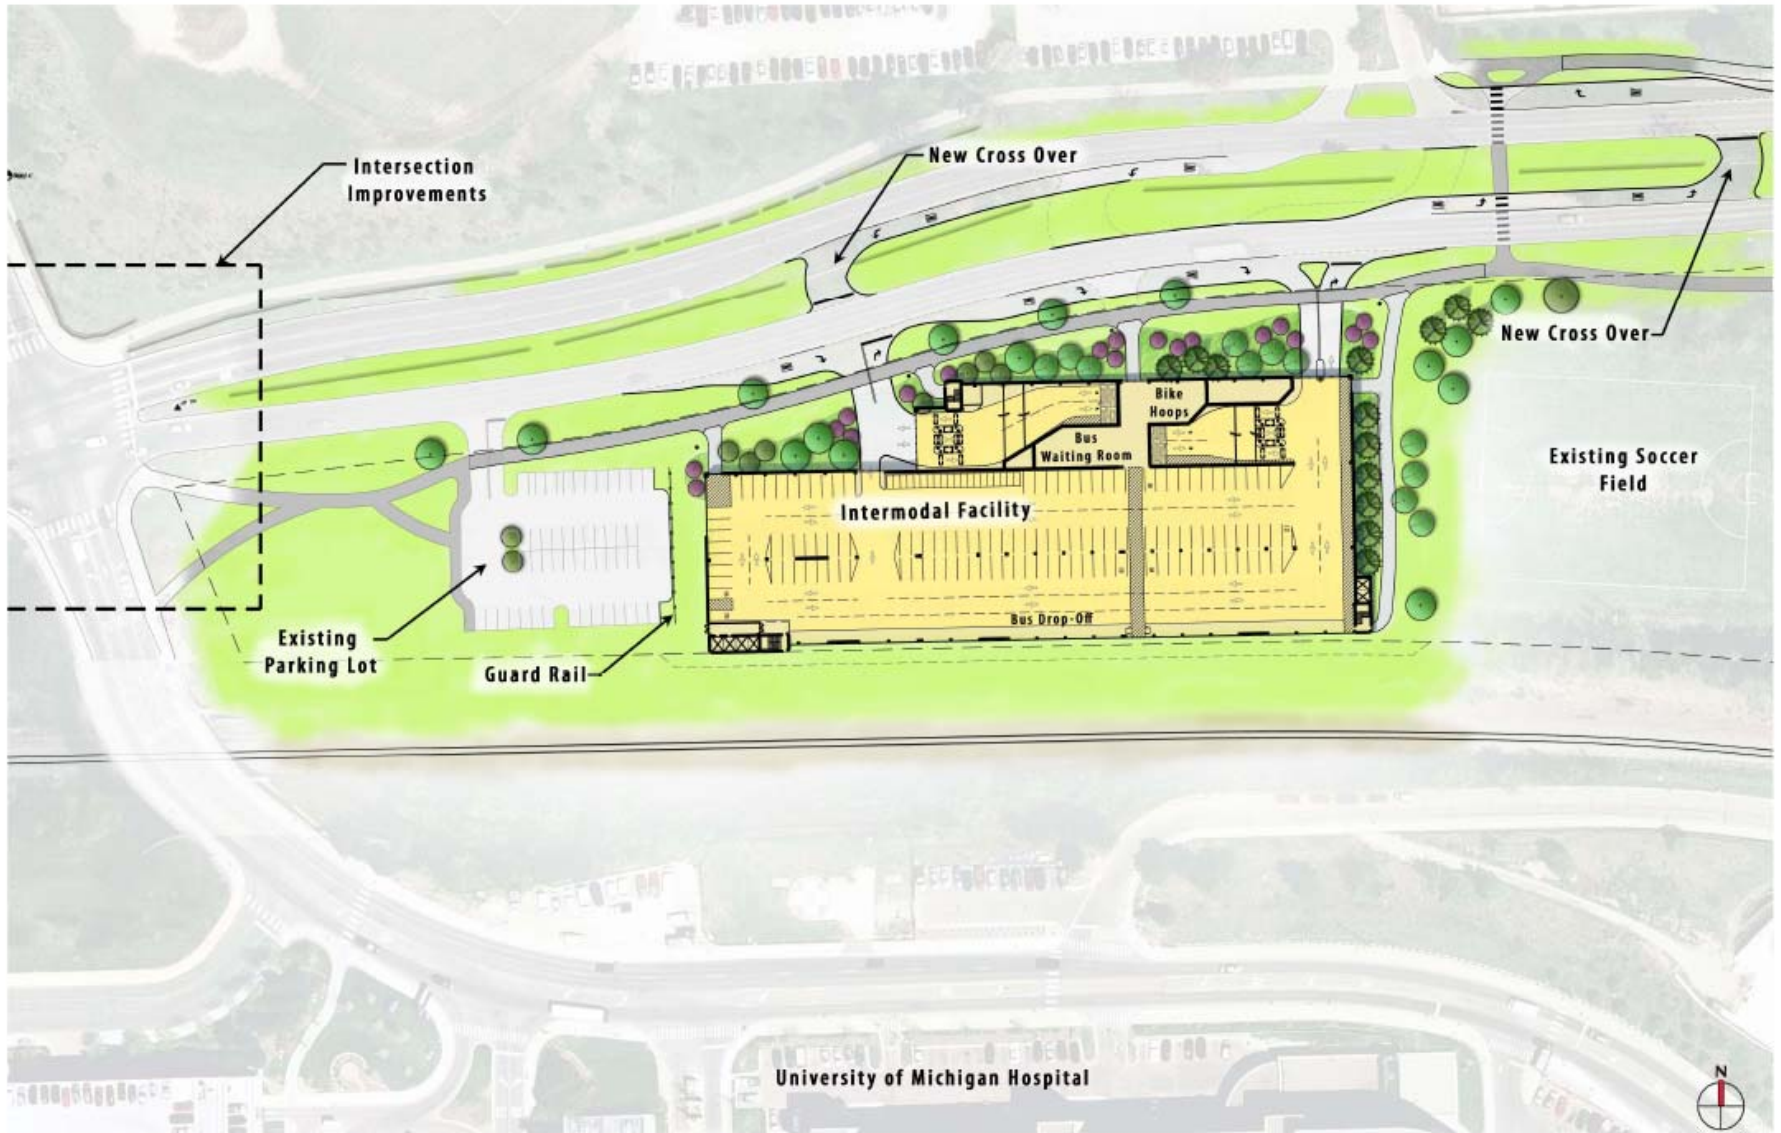 New Cross Over
Intersection
Improvements
New Cross Over
Bike
Hoops
Bus
Waiting Room
Existing Soccer
Field
Intermodal Facility
Bus Drop-Off
Existing
Parking Lot
Guard Rail
University of Michigan Hospital
N